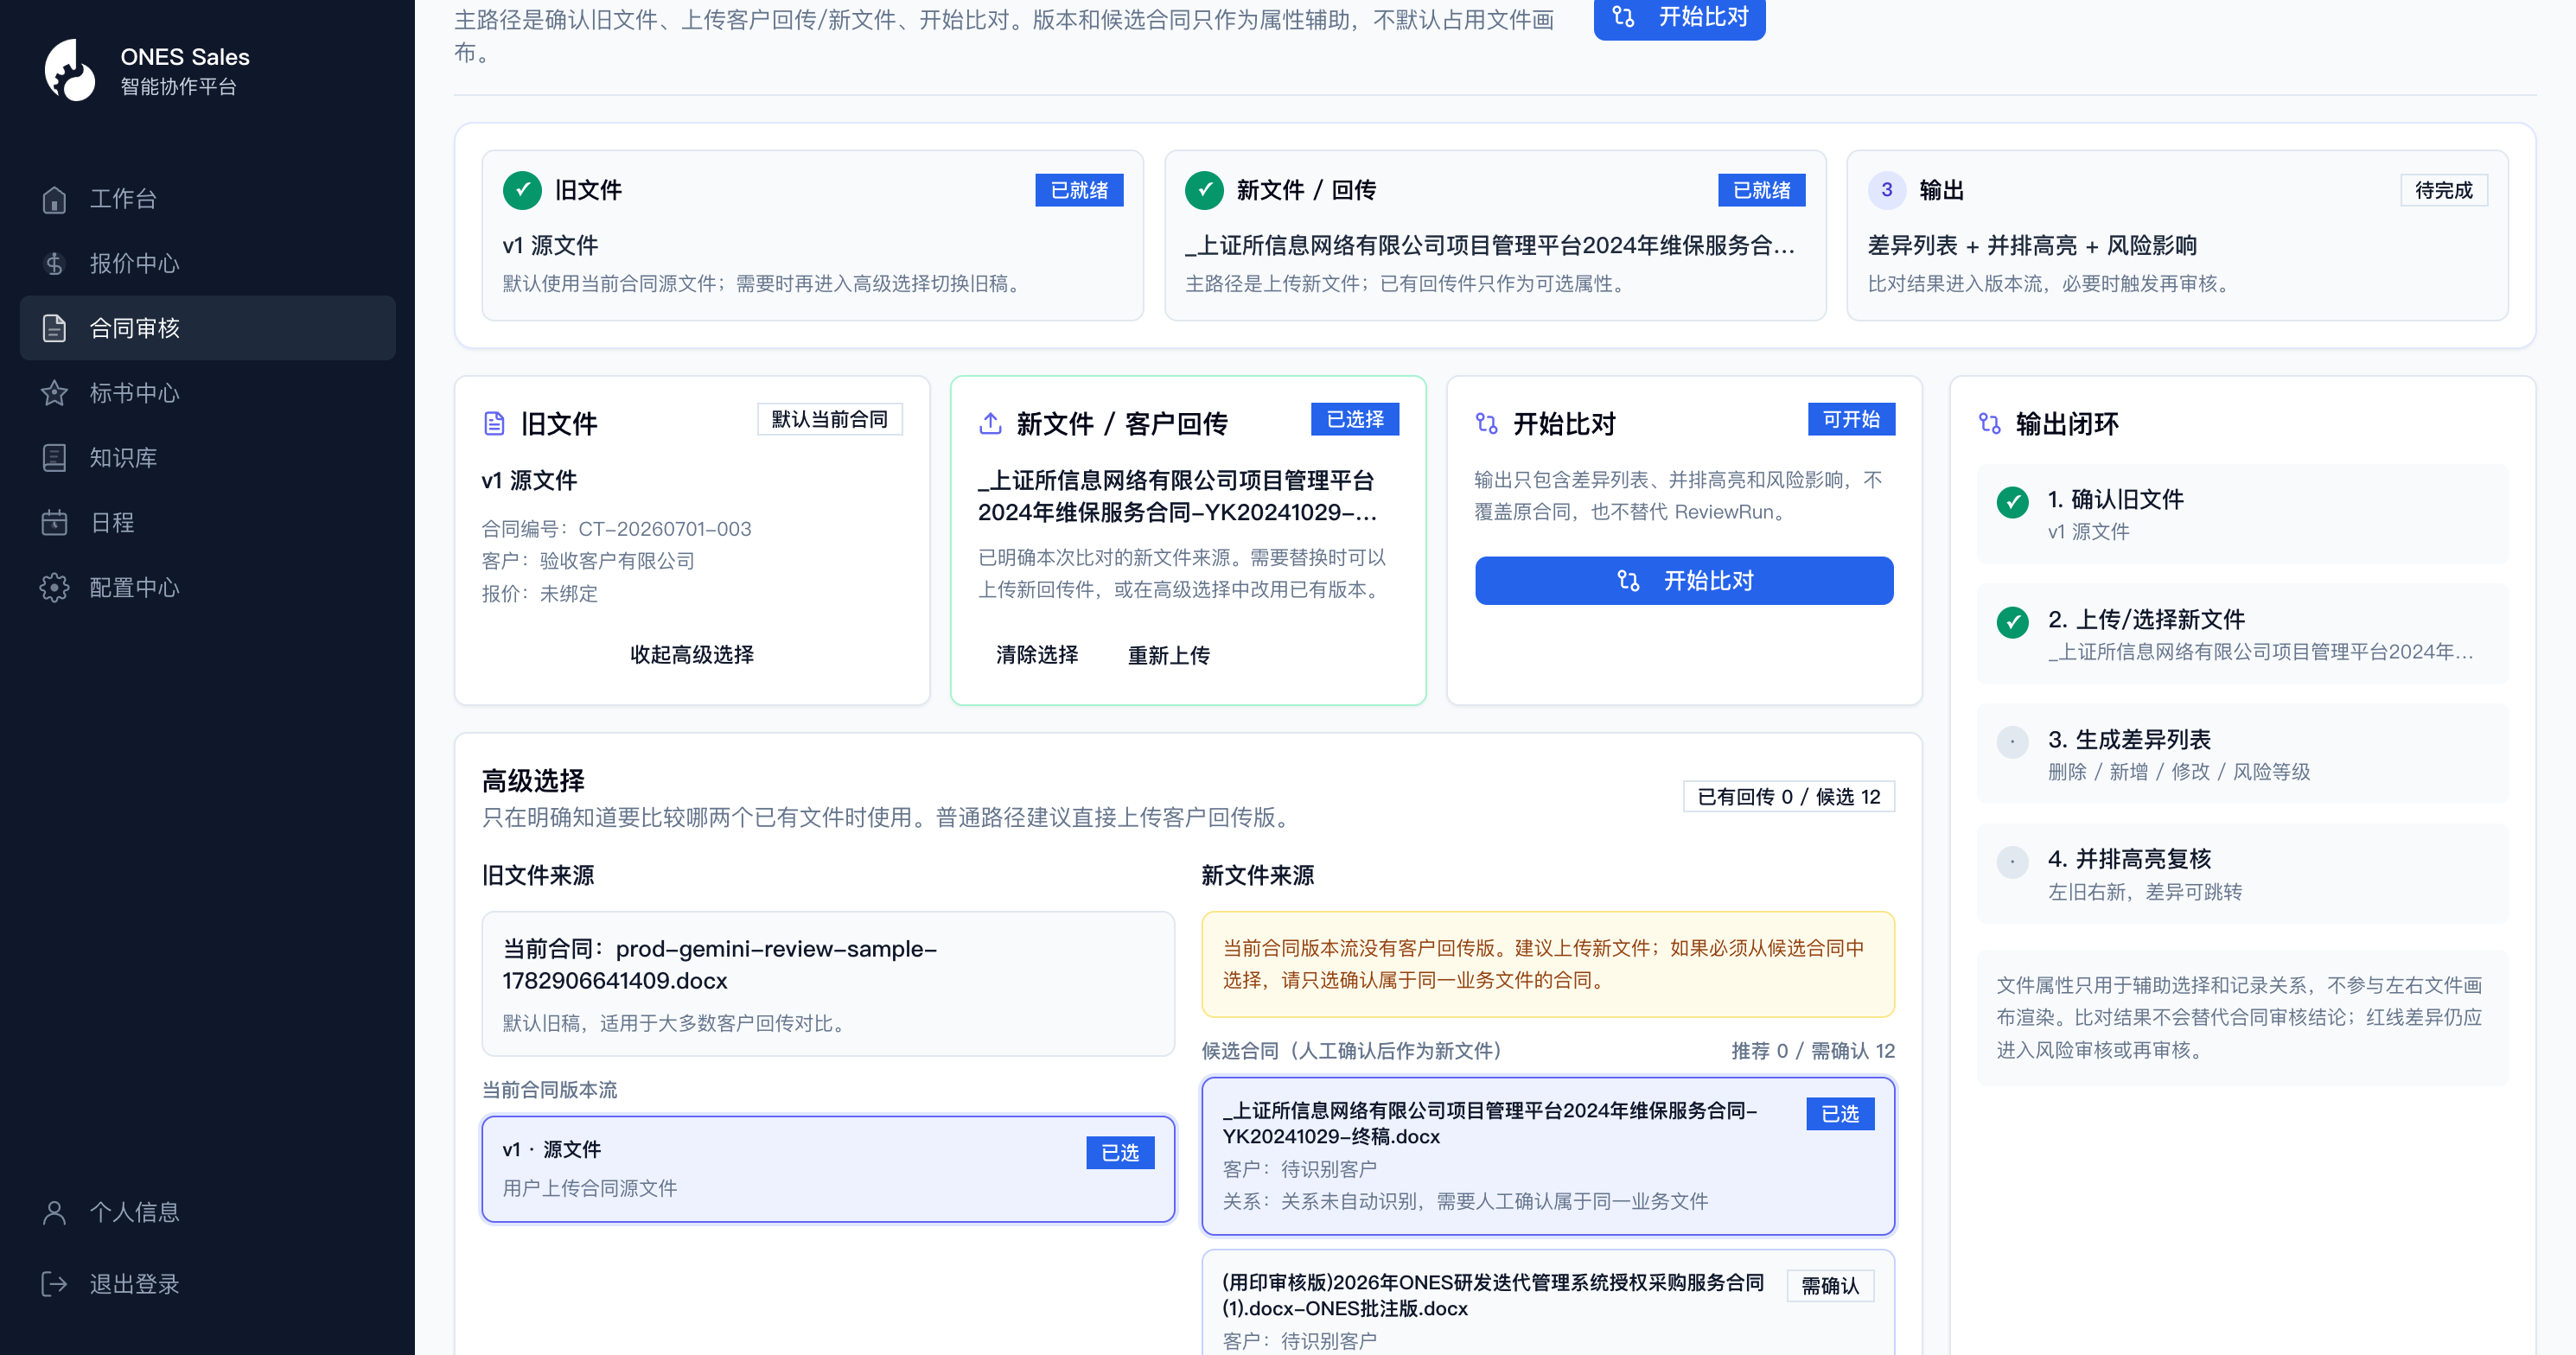 ONES Sales
智能协作平台
工作台
报价中心
合同审核
标书中心
知识库
日程
配置中心
个人信息
退出登录
主路径是确认旧文件、上传客户回传/新文件、开始比对。版本和候选合同只作为属性辅助，不默认占用文件画
布。
开始比对
旧文件
已就绪
v1 源文件
默认使用当前合同源文件；需要时再进入高级选择切换旧稿。
新文件 / 回传
已就绪
_上证所信息网络有限公司项目管理平台2024年维保服务合...
主路径是上传新文件；已有回传件只作为可选属性。
3
输出
待完成
差异列表 + 并排高亮 + 风险影响
比对结果进入版本流，必要时触发再审核。
旧文件
默认当前合同
v1 源文件
合同编号：CT-20260701-003
客户：验收客户有限公司
报价：未绑定
收起高级选择
新文件 / 客户回传
已选择
_上证所信息网络有限公司项目管理平台
2024年维保服务合同-YK20241029-...
已明确本次比对的新文件来源。需要替换时可以
上传新回传件，或在高级选择中改用已有版本。
清除选择
重新上传
开始比对
可开始
输出只包含差异列表、并排高亮和风险影响，不
覆盖原合同，也不替代 ReviewRun。
开始比对
输出闭环
1. 确认旧文件
v1 源文件
2. 上传/选择新文件
_上证所信息网络有限公司项目管理平台2024年...
3. 生成差异列表
删除 / 新增 / 修改 / 风险等级
4. 并排高亮复核
左旧右新，差异可跳转
文件属性只用于辅助选择和记录关系，不参与左右文件画
布渲染。比对结果不会替代合同审核结论；红线差异仍应
进入风险审核或再审核。
高级选择
只在明确知道要比较哪两个已有文件时使用。普通路径建议直接上传客户回传版。
已有回传 0 / 候选 12
旧文件来源
当前合同：prod-gemini-review-sample-
1782906641409.docx
默认旧稿，适用于大多数客户回传对比。
当前合同版本流
v1 · 源文件
已选
用户上传合同源文件
新文件来源
当前合同版本流没有客户回传版。建议上传新文件；如果必须从候选合同中
选择，请只选确认属于同一业务文件的合同。
候选合同（人工确认后作为新文件）
推荐 0 / 需确认 12
_上证所信息网络有限公司项目管理平台2024年维保服务合同-
YK20241029-终稿.docx
已选
客户：待识别客户
关系：关系未自动识别，需要人工确认属于同一业务文件
(用印审核版)2026年ONES研发迭代管理系统授权采购服务合同
(1).docx-ONES批注版.docx
需确认
客户：待识别客户